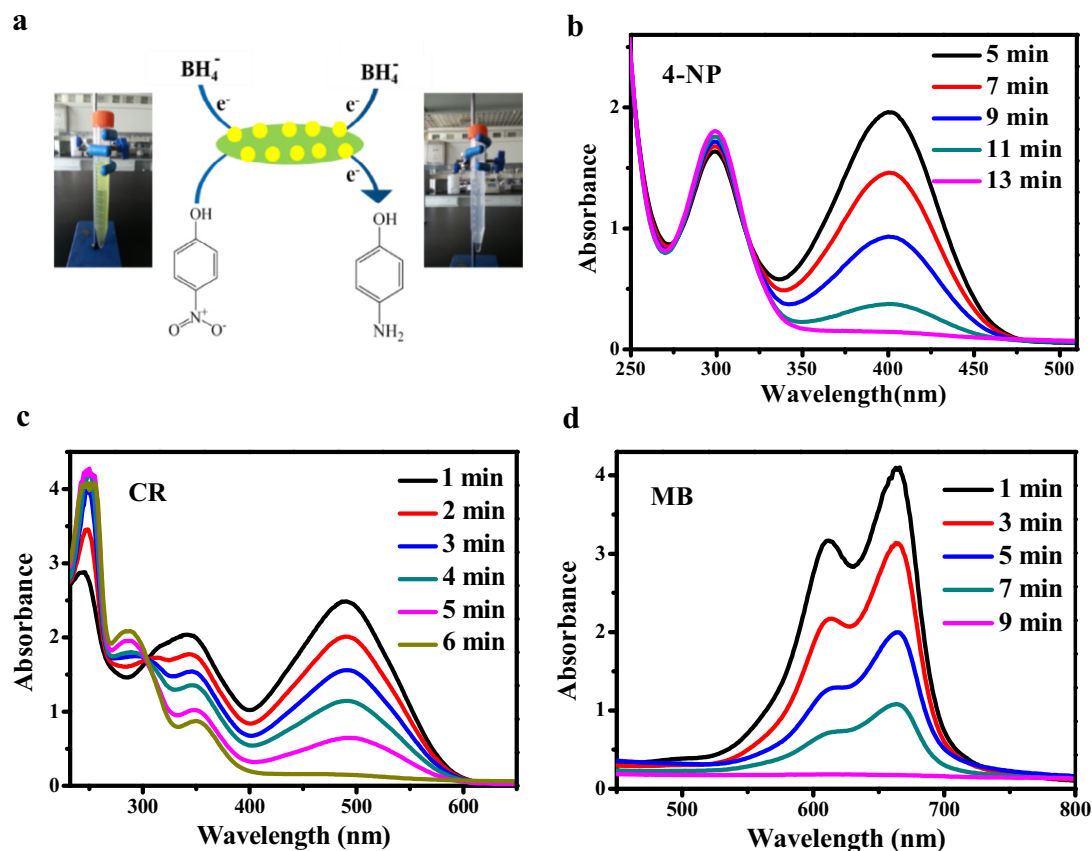 a
BH₄⁻ BH₄⁻
e⁻ e⁻
e⁻
OH OH
N⁺
O O⁻
NH₂
b
4-NP
5 min
7 min
9 min
11 min
13 min
2
1
0
Absorbance
250 300 350 400 450 500
Wavelength(nm)
c
CR
1 min
2 min
3 min
4 min
5 min
6 min
4
3
2
1
0
Absorbance
300 400 500 600
Wavelength (nm)
d
MB
1 min
3 min
5 min
7 min
9 min
4
3
2
1
0
Absorbance
500 600 700 800
Wavelength (nm)